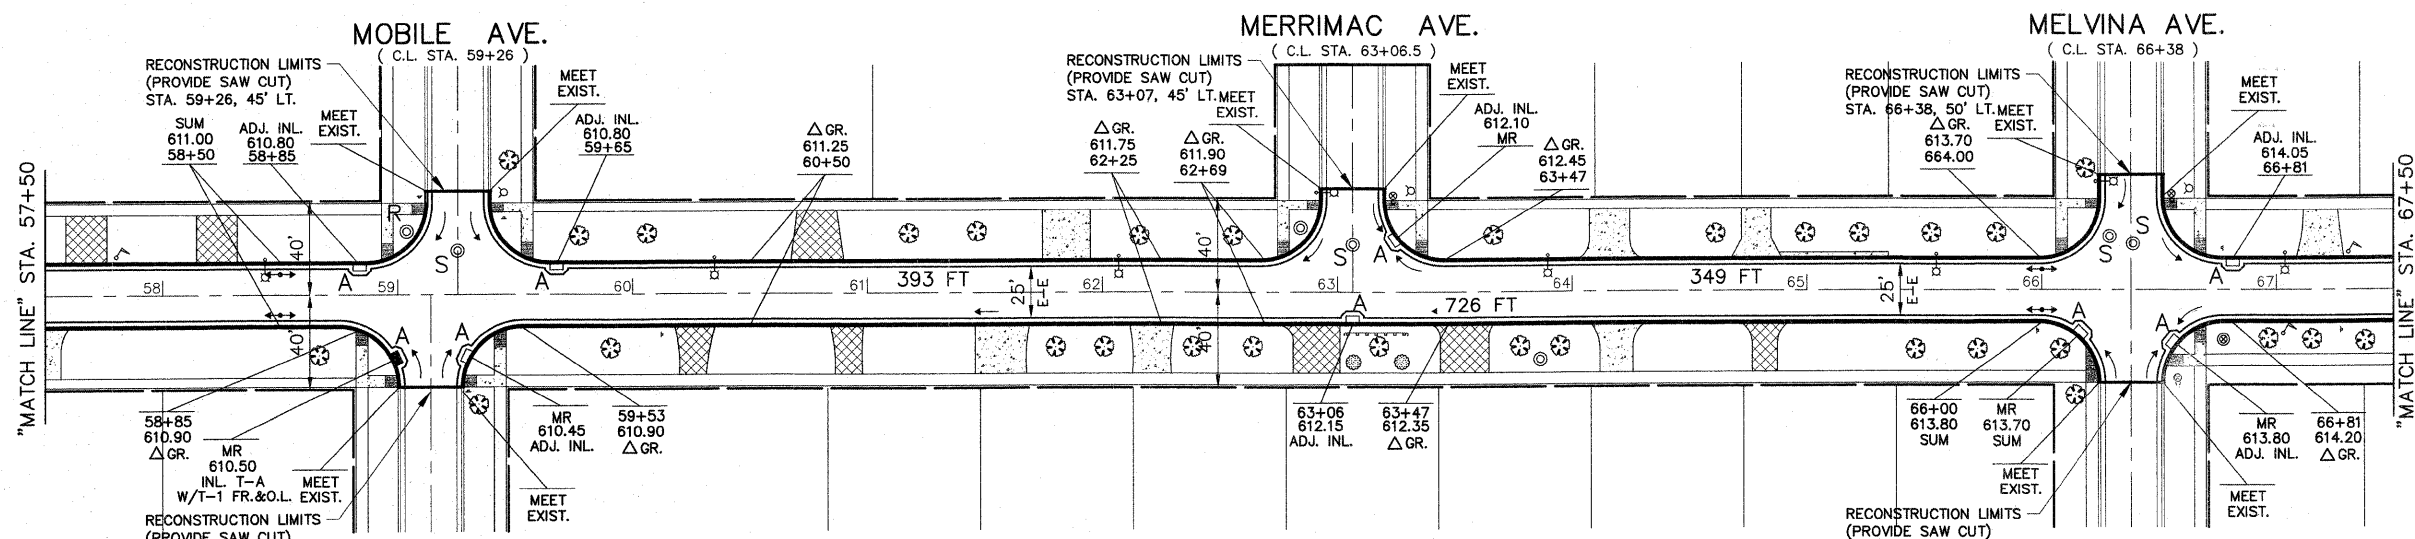 MOBILE AVE.
( C.L. STA. 59+26 )
MERRIMAC AVE.
( C.L. STA. 63+06.5 )
MELVINA AVE.
( C.L. STA. 66+38 )
RECONSTRUCTION LIMITS
(PROVIDE SAW CUT)
STA. 59+26, 45' LT.
SUM
611.00
58+50
ADJ. INL.
610.80
58+85
MEET
EXIST.
MEET
EXIST.
ADJ. INL.
610.80
59+65
△ GR.
611.25
60+50
RECONSTRUCTION LIMITS
(PROVIDE SAW CUT)
STA. 63+07, 45' LT.
MEET
EXIST.
△ GR.
611.75
62+25
△ GR.
611.90
62+69
MEET
EXIST.
ADJ. INL.
612.10
MR
△ GR.
612.45
63+47
RECONSTRUCTION LIMITS
(PROVIDE SAW CUT)
STA. 66+38, 50' LT.
MEET
EXIST.
△ GR.
613.70
664.00
MEET
EXIST.
ADJ. INL.
614.05
66+81
"MATCH LINE" STA. 57+50
"MATCH LINE" STA. 67+50
R
S
S
S
S
40'
40'
A
A
A
A
58
59
60
61
393 FT
62
25'
E-E
63
64
349 FT
65
25'
E-E
66
67
726 FT
40'
40'
A
A
A
A
A
58+85
610.90
△ GR.
MR
610.50
INL. T-A
W/T-1 FR.&O.L.
MEET
EXIST.
RECONSTRUCTION LIMITS
(PROVIDE SAW CUT)
MEET
EXIST.
MR
610.45
ADJ. INL.
59+53
610.90
△ GR.
63+06
612.15
ADJ. INL.
63+47
612.35
△ GR.
66+00
613.80
SUM
MR
613.70
SUM
MEET
EXIST.
RECONSTRUCTION LIMITS
(PROVIDE SAW CUT)
MEET
EXIST.
MR
613.80
ADJ. INL.
66+81
614.20
△ GR.